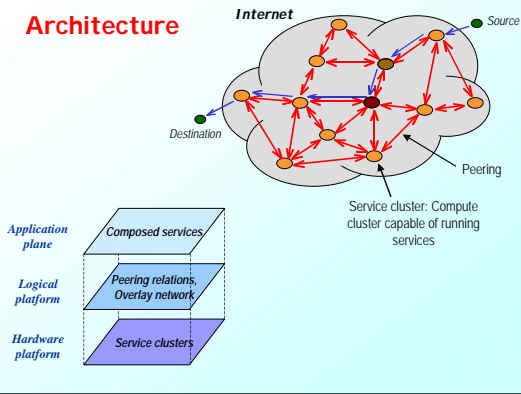 Architecture
Internet
Source
Destination
Peering
Service cluster: Compute
cluster capable of running
services
Application
plane
Composed services
Logical
platform
Peering relations,
Overlay network
Hardware
platform
Service clusters